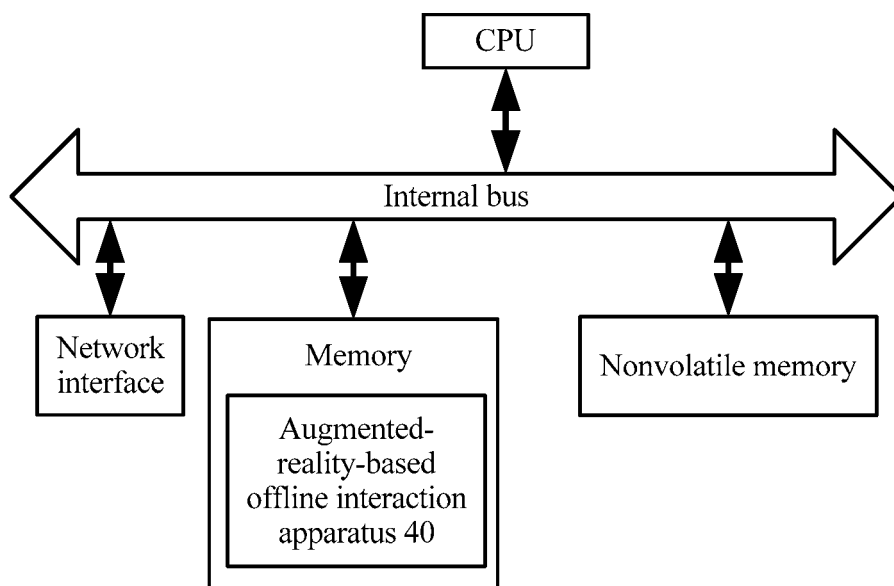 CPU
Internal bus
Network
interface
Memory
Augmented-
reality-based
offline interaction
apparatus 40
Nonvolatile memory